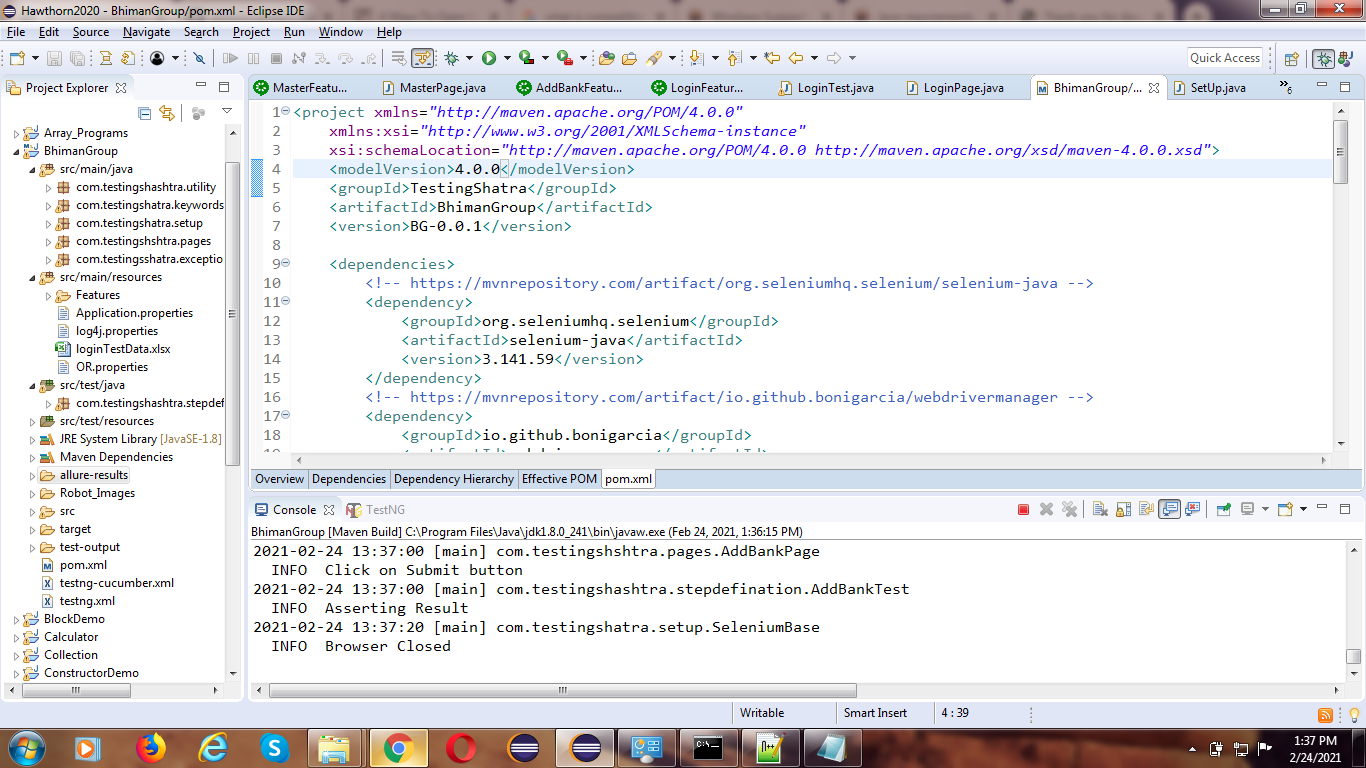 Hawthorn2020 - BhimanGroup/pom.xml - Eclipse IDE
File Edit Source Navigate Search Project Run Window Help
Quick Access
Project Explorer
MasterFeatu... MasterPage.java AddBankFeatu... LoginFeatur... LoginTest.java LoginPage.java BhimanGroup/... SetUp.java »6
Array_Programs
BhimanGroup
src/main/java
com.testingshashtra.utility
com.testingshatra.keywords
com.testingshatra.setup
com.testingshshtra.pages
com.testingsshatra.exceptio
src/main/resources
Features
Application.properties
log4j.properties
loginTestData.xlsx
OR.properties
src/test/java
com.testingshashtra.stepdef
src/test/resources
JRE System Library [JavaSE-1.8]
Maven Dependencies
allure-results
Robot_Images
src
target
test-output
pom.xml
testng-cucumber.xml
testng.xml
BlockDemo
Calculator
Collection
ConstructorDemo
1 <project xmlns="http://maven.apache.org/POM/4.0.0"
2 xmlns:xsi="http://www.w3.org/2001/XMLSchema-instance"
3 xsi:schemaLocation="http://maven.apache.org/POM/4.0.0 http://maven.apache.org/xsd/maven-4.0.0.xsd">
4 <modelVersion>4.0.0</modelVersion>
5 <groupId>TestingShatra</groupId>
6 <artifactId>BhimanGroup</artifactId>
7 <version>BG-0.0.1</version>
8
9 <dependencies>
10 <!-- https://mvnrepository.com/artifact/org.seleniumhq.selenium/selenium-java -->
11 <dependency>
12 <groupId>org.seleniumhq.selenium</groupId>
13 <artifactId>selenium-java</artifactId>
14 <version>3.141.59</version>
15 </dependency>
16 <!-- https://mvnrepository.com/artifact/io.github.bonigarcia/webdrivermanager -->
17 <dependency>
18 <groupId>io.github.bonigarcia</groupId>
Overview Dependencies Dependency Hierarchy Effective POM pom.xml
Console TestNG
BhimanGroup [Maven Build] C:\Program Files\Java\jdk1.8.0_241\bin\javaw.exe (Feb 24, 2021, 1:36:15 PM)
2021-02-24 13:37:00 [main] com.testingshshtra.pages.AddBankPage
INFO Click on Submit button
2021-02-24 13:37:00 [main] com.testingshashtra.stepdefination.AddBankTest
INFO Asserting Result
2021-02-24 13:37:20 [main] com.testingshatra.setup.SeleniumBase
INFO Browser Closed
Writable Smart Insert 4 : 39
1:37 PM
2/24/2021